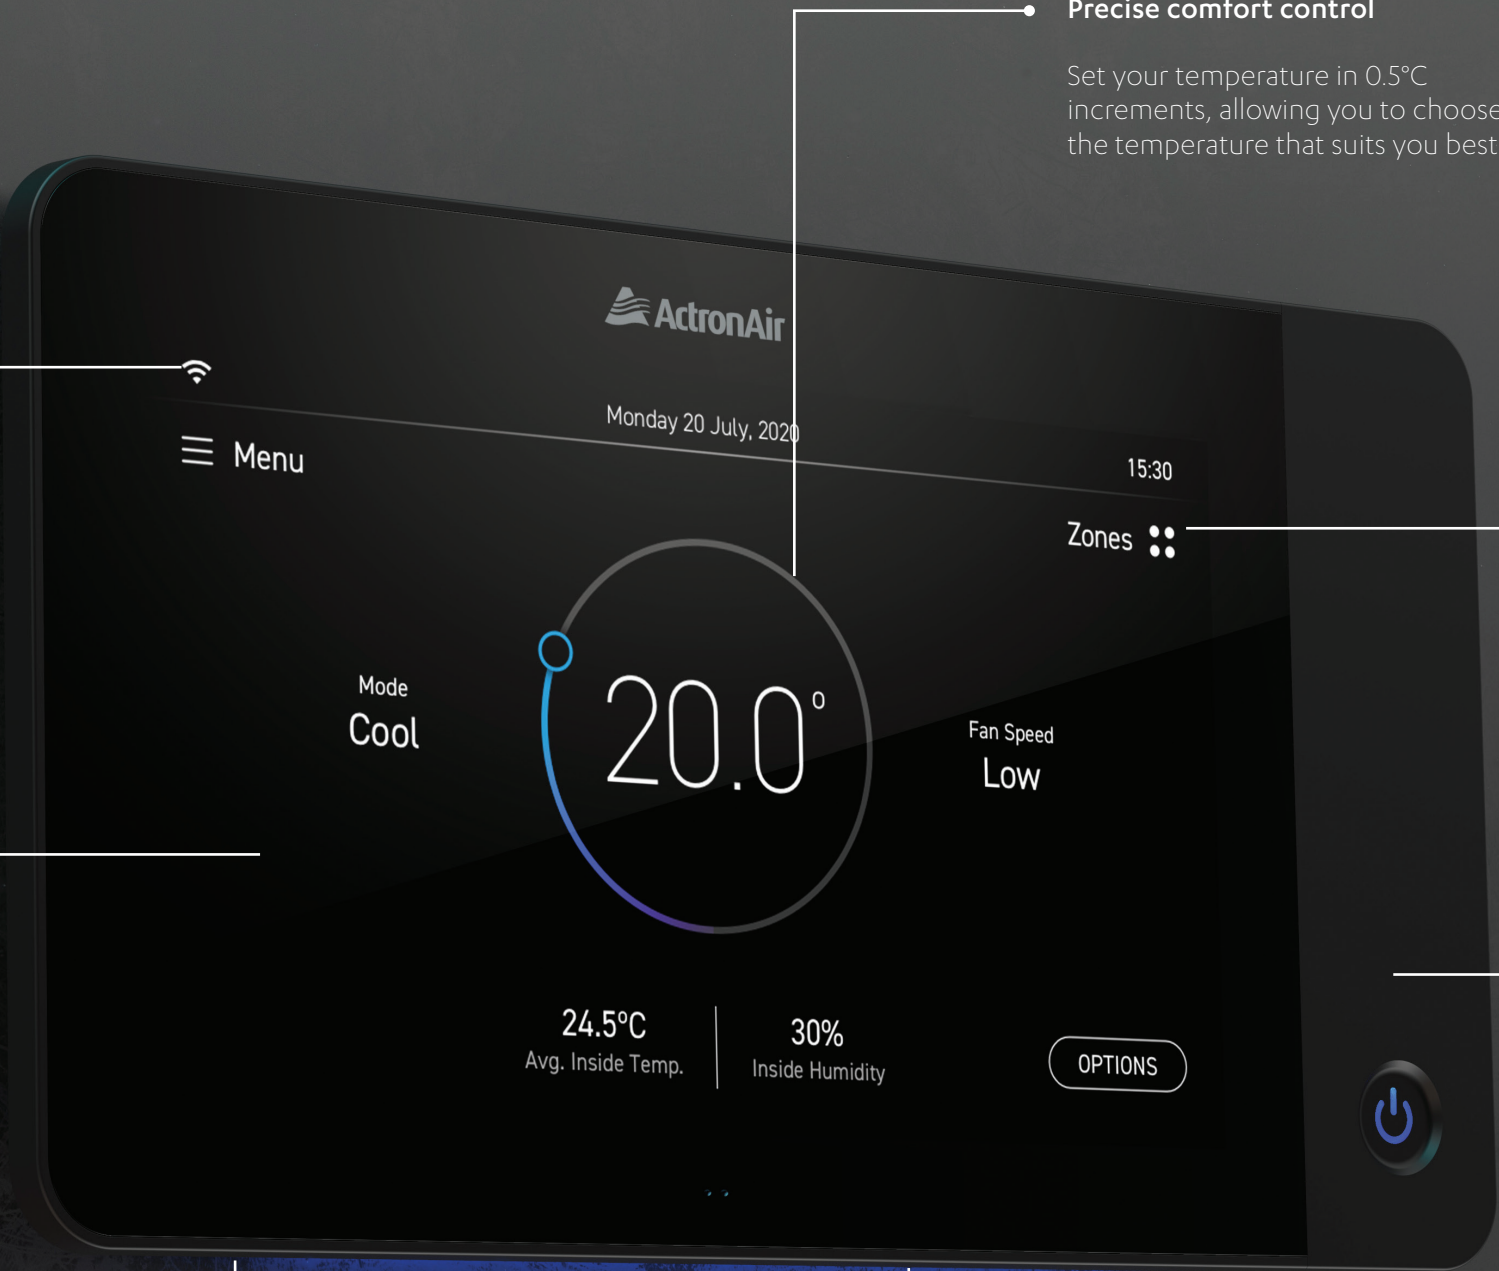 Precise comfort control
Set your temperature in 0.5°C
increments, allowing you to choose
the temperature that suits you best
ActronAir
Monday 20 July, 2020
15:30
Menu
Zones
Mode
Cool
20.0°
Fan Speed
Low
24.5°C
Avg. Inside Temp.
30%
Inside Humidity
OPTIONS